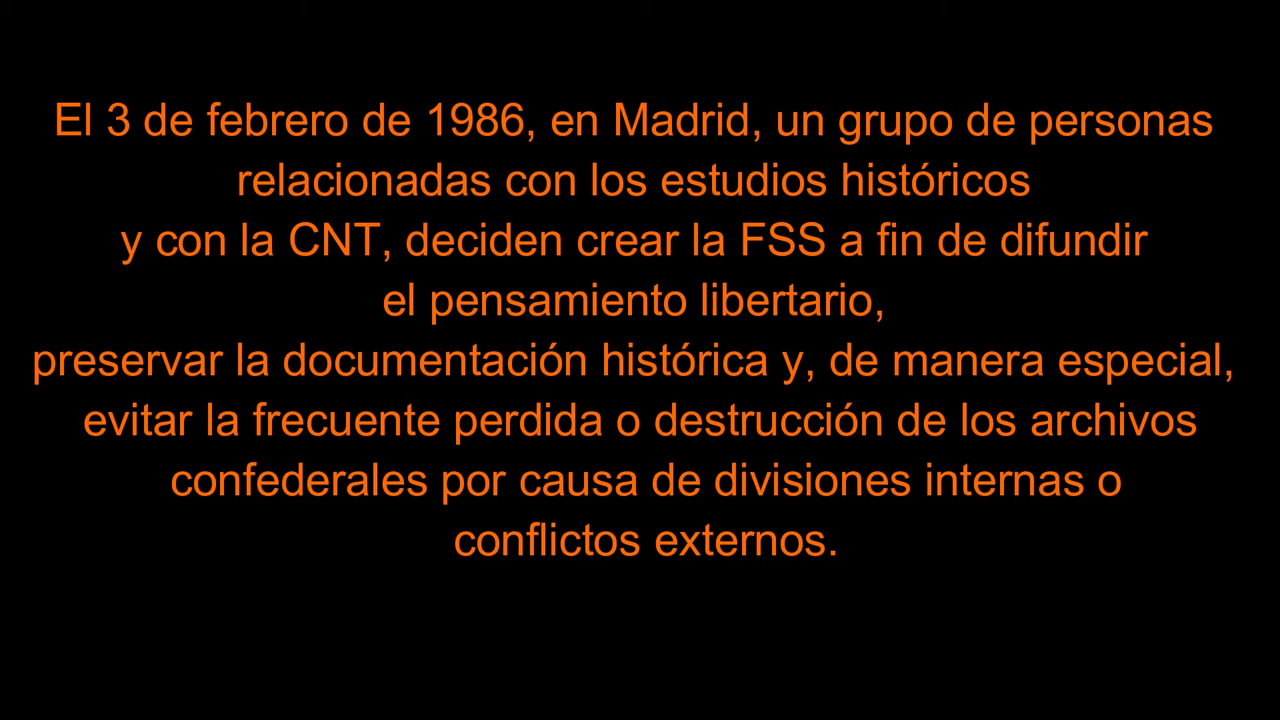 El 3 de febrero de 1986, en Madrid, un grupo de personas
relacionadas con los estudios históricos
y con la CNT, deciden crear la FSS a fin de difundir
el pensamiento libertario,
preservar la documentación histórica y, de manera especial,
evitar la frecuente perdida o destrucción de los archivos
confederales por causa de divisiones internas o
conflictos externos.